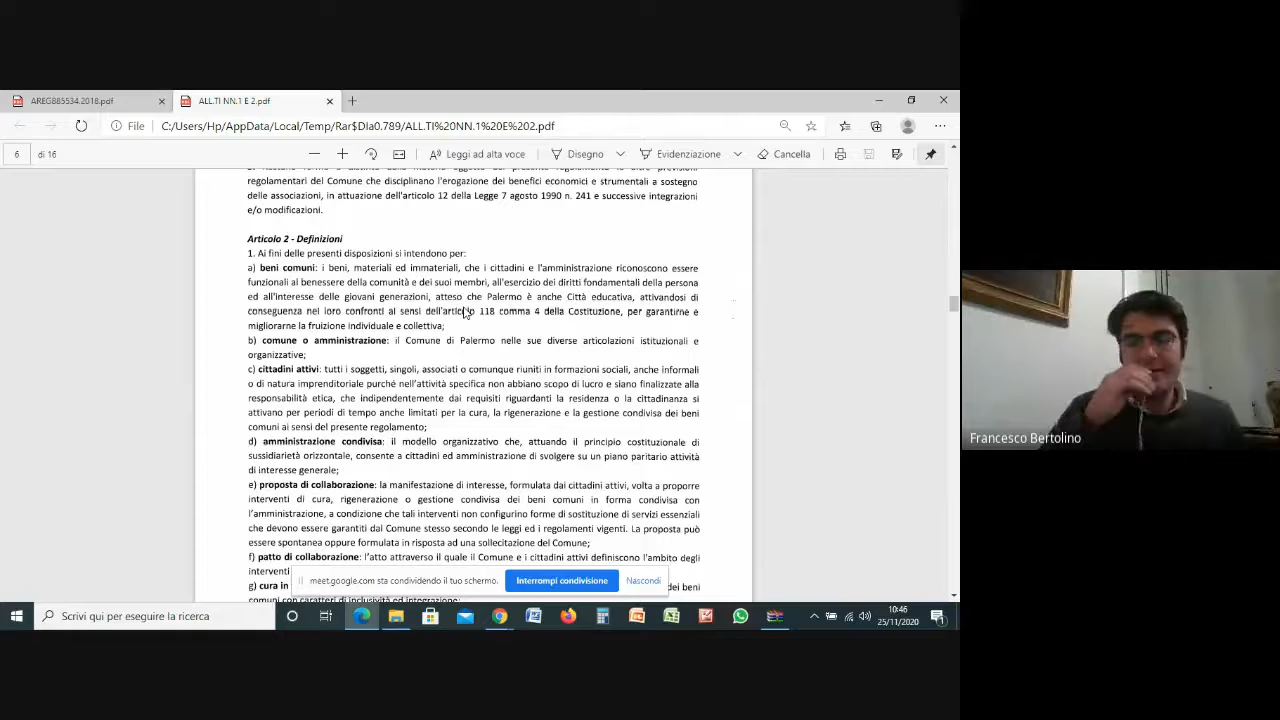 AREG885534.2018.pdf
ALL.TI NN.1 E 2.pdf
File
C:/Users/Hp/AppData/Local/Temp/Rar$DIa0.789/ALL.TI%20NN.1%20E%202.pdf
6 di 16
Leggi ad alta voce
Disegno
Evidenziazione
Cancella
regolamentari del Comune che disciplinano l'erogazione dei benefici economici e strumentali a sostegno
delle associazioni, in attuazione dell'articolo 12 della Legge 7 agosto 1990 n. 241 e successive integrazioni
e/o modificazioni.
Articolo 2 - Definizioni
1. Ai fini delle presenti disposizioni si intendono per:
a) beni comuni: i beni, materiali ed immateriali, che i cittadini e l'amministrazione riconoscono essere
funzionali al benessere della comunità e dei suoi membri, all'esercizio dei diritti fondamentali della persona
ed all'interesse delle giovani generazioni, atteso che Palermo è anche Città educativa, attivandosi di
conseguenza nei loro confronti ai sensi dell'articolo 118 comma 4 della Costituzione, per garantirne e
migliorarne la fruizione individuale e collettiva;
b) comune o amministrazione: il Comune di Palermo nelle sue diverse articolazioni istituzionali e
organizzative;
c) cittadini attivi: tutti i soggetti, singoli, associati o comunque riuniti in formazioni sociali, anche informali
o di natura imprenditoriale purché nell'attività specifica non abbiano scopo di lucro e siano finalizzate alla
responsabilità etica, che indipendentemente dai requisiti riguardanti la residenza o la cittadinanza si
attivano per periodi di tempo anche limitati per la cura, la rigenerazione e la gestione condivisa dei beni
comuni ai sensi del presente regolamento;
d) amministrazione condivisa: il modello organizzativo che, attuando il principio costituzionale di
sussidiarietà orizzontale, consente a cittadini ed amministrazione di svolgere su un piano paritario attività
di interesse generale;
e) proposta di collaborazione: la manifestazione di interesse, formulata dai cittadini attivi, volta a proporre
interventi di cura, rigenerazione o gestione condivisa dei beni comuni in forma condivisa con
l'amministrazione, a condizione che tali interventi non configurino forme di sostituzione di servizi essenziali
che devono essere garantiti dal Comune stesso secondo le leggi ed i regolamenti vigenti. La proposta può
essere spontanea oppure formulata in risposta ad una sollecitazione del Comune;
f) patto di collaborazione: l'atto attraverso il quale il Comune e i cittadini attivi definiscono l'ambito degli
interventi
g) cura in dei beni
comuni con caratteri di inclusività ed integrazione;
meet.google.com sta condividendo il tuo schermo.
Interrompi condivisione
Nascondi
Francesco Bertolino
Scrivi qui per eseguire la ricerca
10:46
25/11/2020
1